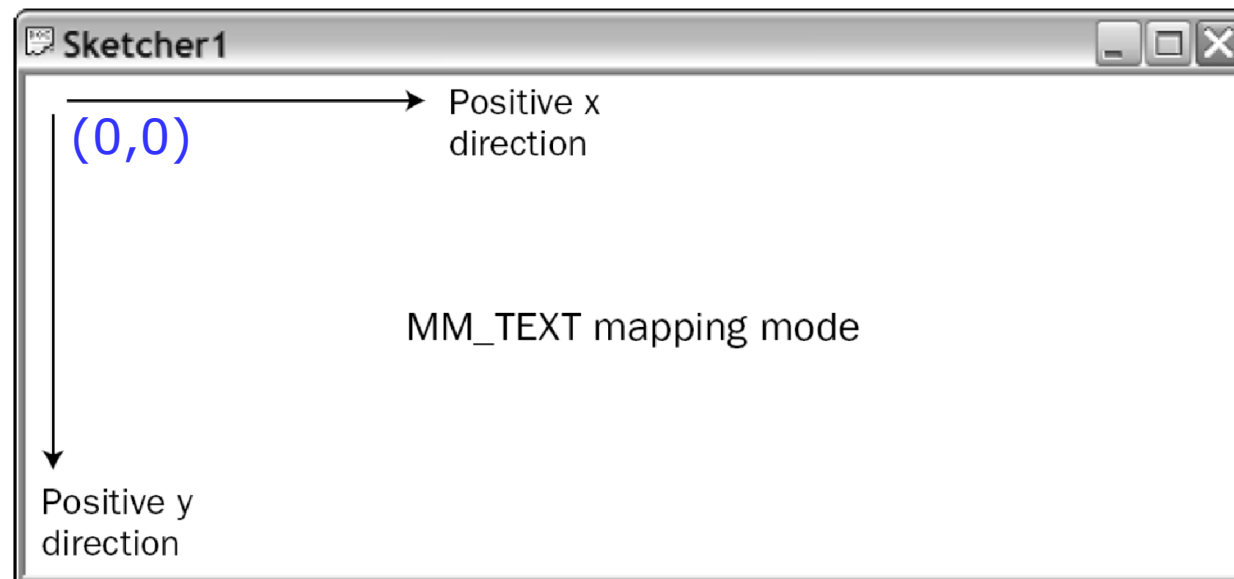 Sketcher1
Positive x
direction
(0,0)
MM_TEXT mapping mode
Positive y
direction